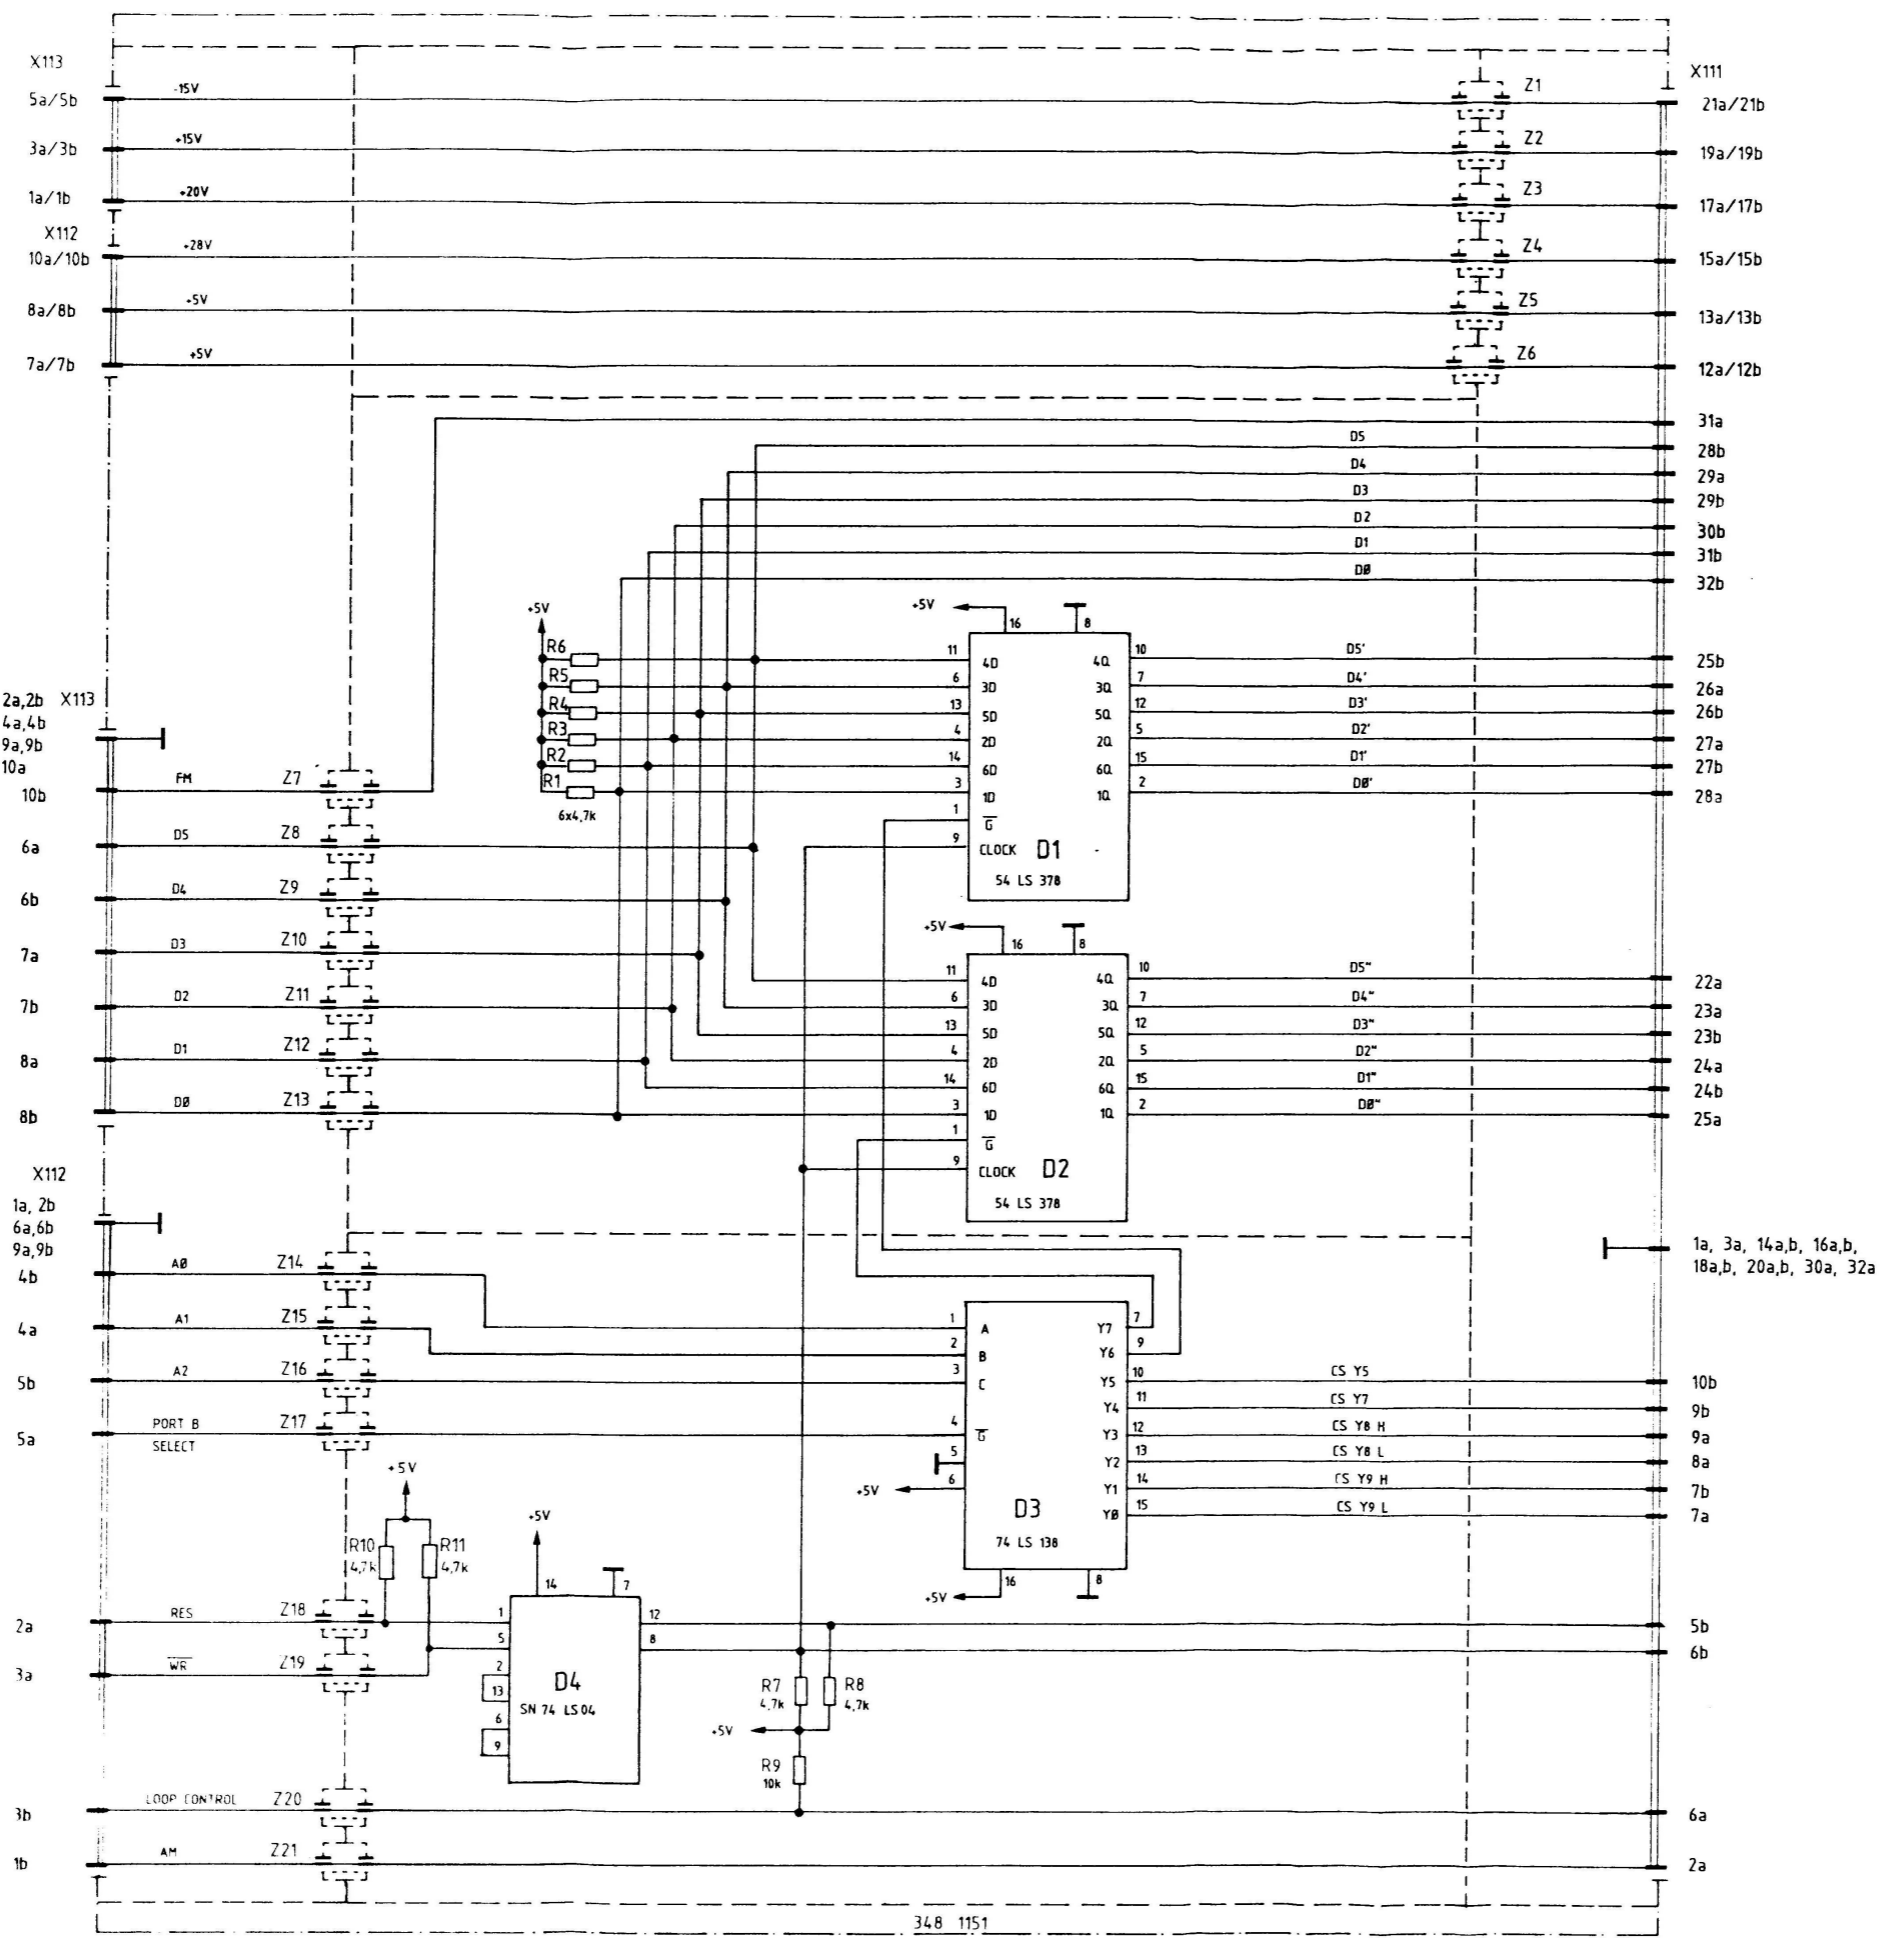 X113
X111
5a/5b -15V Z1 21a/21b
3a/3b +15V Z2 19a/19b
1a/1b +20V Z3 17a/17b
X112
10a/10b +28V Z4 15a/15b
8a/8b +5V Z5 13a/13b
7a/7b +5V Z6 12a/12b
31a
D5 28b
D4 29a
D3 29b
D2 30b
D1 31b
DØ 32b
+5V +5V 16 8
R6 11 4D 4Q 10 D5' 25b
R5 6 3D 3Q 7 D4' 26a
R4 13 5D 5Q 12 D3' 26b
R3 4 2D 2Q 5 D2' 27a
R2 14 6D 6Q 15 D1' 27b
R1 3 1D 1Q 2 DØ' 28a
6x4,7k
1 G
9 CLOCK D1
54 LS 378
2a,2b X113
4a,4b
9a,9b
10a
10b FM Z7
6a D5 Z8
6b D4 Z9
7a D3 Z10
7b D2 Z11
8a D1 Z12
8b DØ Z13
+5V 16 8
11 4D 4Q 10 D5" 22a
6 3D 3Q 7 D4" 23a
13 5D 5Q 12 D3" 23b
4 2D 2Q 5 D2" 24a
14 6D 6Q 15 D1" 24b
3 1D 1Q 2 DØ" 25a
1 G
9 CLOCK D2
54 LS 378
X112
1a, 2b
6a,6b
9a,9b
1a, 3a, 14a,b, 16a,b,
18a,b, 20a,b, 30a, 32a
4b AØ Z14
4a A1 Z15
5b A2 Z16
5a PORT B Z17
SELECT
1 A Y7 7
2 B Y6 9
3 C Y5 10 CS Y5 10b
Y4 11 CS Y7 9b
4 G Y3 12 CS Y8 H 9a
5 Y2 13 CS Y8 L 8a
+5V 6 Y1 14 CS Y9 H 7b
D3 YØ 15 CS Y9 L 7a
74 LS 138
+5V 16 8
+5V
R10 R11
4,7k 4,7k
+5V
14 7
2a RES Z18 1 12 5b
5 8 6b
3a WR Z19 2
13 D4
SN 74 LS04
6
9
R7 R8
4,7k 4,7k
+5V
R9
10k
3b LOOP CONTROL Z20 6a
1b AM Z21 2a
348 1151